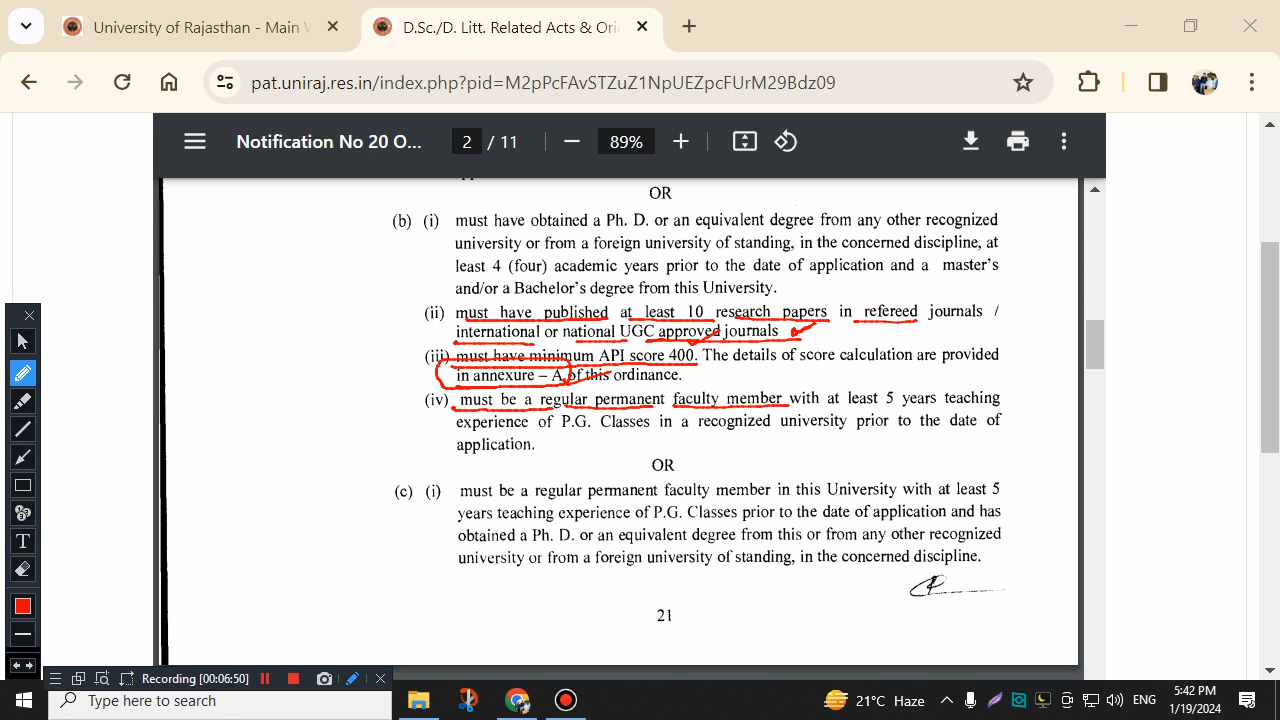 University of Rajasthan - Main
D.Sc./D. Litt. Related Acts & Or
pat.uniraj.res.in/index.php?pid=M2pPcFAvSTZuZ1NpUEZpcFUrM29Bdz09
Notification No 20 O... 2 / 11 89%
OR
(b) (i) must have obtained a Ph. D. or an equivalent degree from any other recognized
university or from a foreign university of standing, in the concerned discipline, at
least 4 (four) academic years prior to the date of application and a master's
and/or a Bachelor's degree from this University.
(ii) must have published at least 10 research papers in refereed journals /
international or national UGC approved journals
(iii) must have minimum API score 400. The details of score calculation are provided
in annexure – A of this ordinance.
(iv) must be a regular permanent faculty member with at least 5 years teaching
experience of P.G. Classes in a recognized university prior to the date of
application.
OR
(c) (i) must be a regular permanent faculty member in this University with at least 5
years teaching experience of P.G. Classes prior to the date of application and has
obtained a Ph. D. or an equivalent degree from this or from any other recognized
university or from a foreign university of standing, in the concerned discipline.
21
T
Recording [00:06:50]
Type here to search
21°C Haze
ENG
5:42 PM
1/19/2024